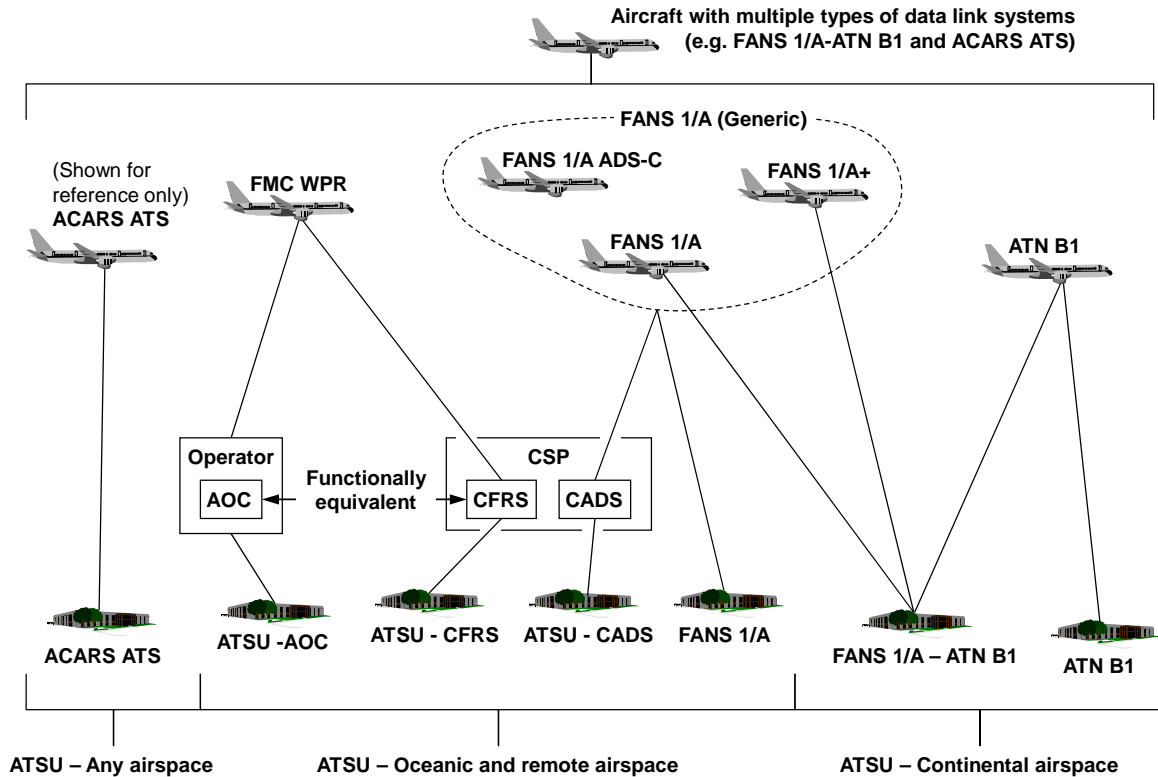 Aircraft with multiple types of data link systems
(e.g. FANS 1/A-ATN B1 and ACARS ATS)
FANS 1/A (Generic)
(Shown for
reference only)
ACARS ATS
FMC WPR
FANS 1/A ADS-C
FANS 1/A+
FANS 1/A
ATN B1
Operator
AOC
Functionally
equivalent
CSP
CFRS
CADS
ACARS ATS
ATSU -AOC
ATSU - CFRS
ATSU - CADS
FANS 1/A
FANS 1/A – ATN B1
ATN B1
ATSU – Any airspace
ATSU – Oceanic and remote airspace
ATSU – Continental airspace